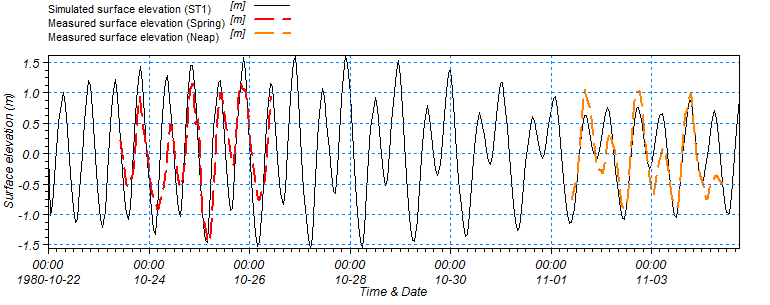 Simulated surface elevation (ST1) [m]
Measured surface elevation (Spring) [m]
Measured surface elevation (Neap) [m]
Surface elevation (m)
1.5
1.0
0.5
0.0
-0.5
-1.0
-1.5
00:00 00:00 00:00 00:00 00:00 00:00 00:00
1980-10-22 10-24 10-26 10-28 10-30 11-01 11-03
Time & Date